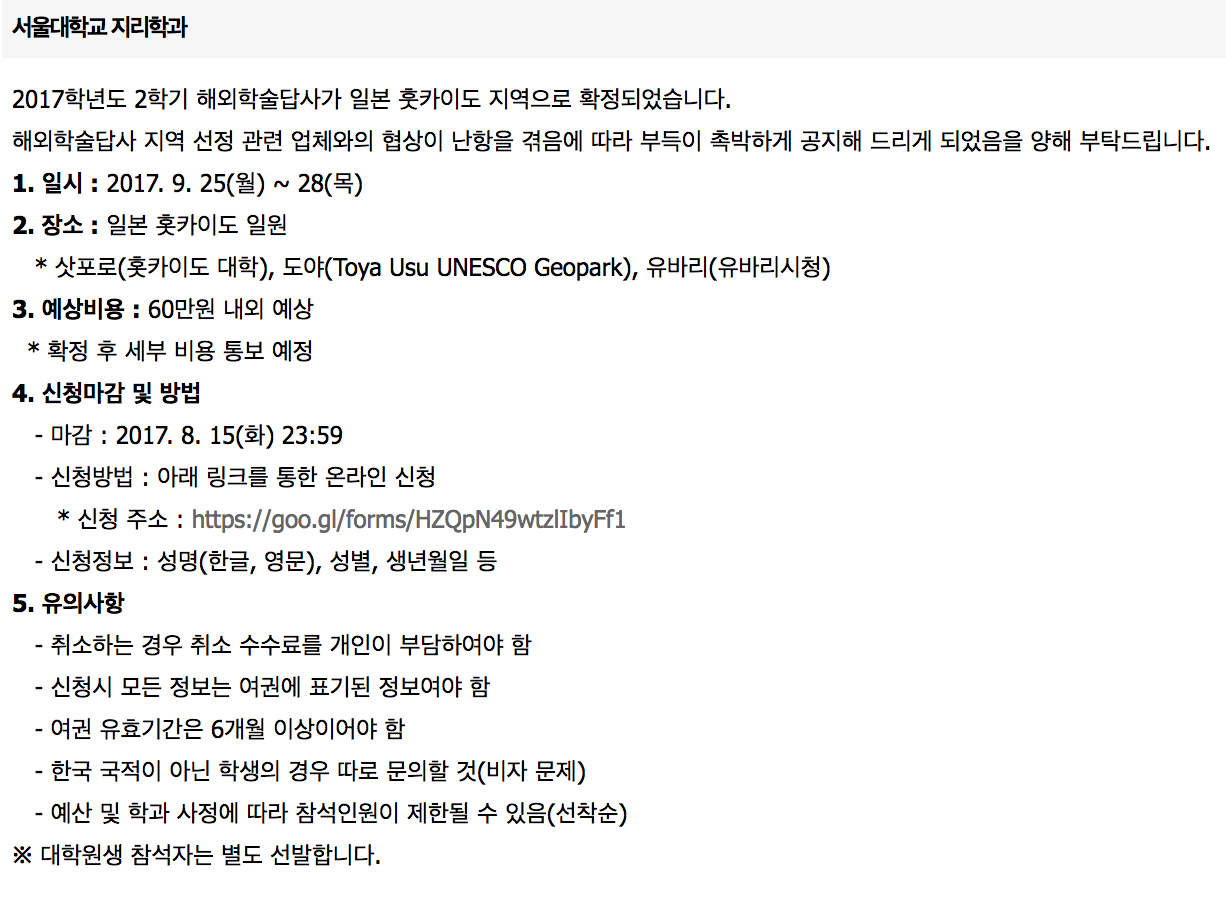 서울대학교 지리학과
2017학년도 2학기 해외학술답사가 일본 훗카이도 지역으로 확정되었습니다.
해외학술답사 지역 선정 관련 업체와의 협상이 난항을 겪음에 따라 부득이 촉박하게 공지해 드리게 되었음을 양해 부탁드립니다.
1. 일시 : 2017. 9. 25(월) ~ 28(목)
2. 장소 : 일본 훗카이도 일원
* 삿포로(훗카이도 대학), 도야(Toya Usu UNESCO Geopark), 유바리(유바리시청)
3. 예상비용 : 60만원 내외 예상
* 확정 후 세부 비용 통보 예정
4. 신청마감 및 방법
- 마감 : 2017. 8. 15(화) 23:59
- 신청방법 : 아래 링크를 통한 온라인 신청
* 신청 주소 : https://goo.gl/forms/HZQpN49wtzlIbyFf1
- 신청정보 : 성명(한글, 영문), 성별, 생년월일 등
5. 유의사항
- 취소하는 경우 취소 수수료를 개인이 부담하여야 함
- 신청시 모든 정보는 여권에 표기된 정보여야 함
- 여권 유효기간은 6개월 이상이어야 함
- 한국 국적이 아닌 학생의 경우 따로 문의할 것(비자 문제)
- 예산 및 학과 사정에 따라 참석인원이 제한될 수 있음(선착순)
※ 대학원생 참석자는 별도 선발합니다.